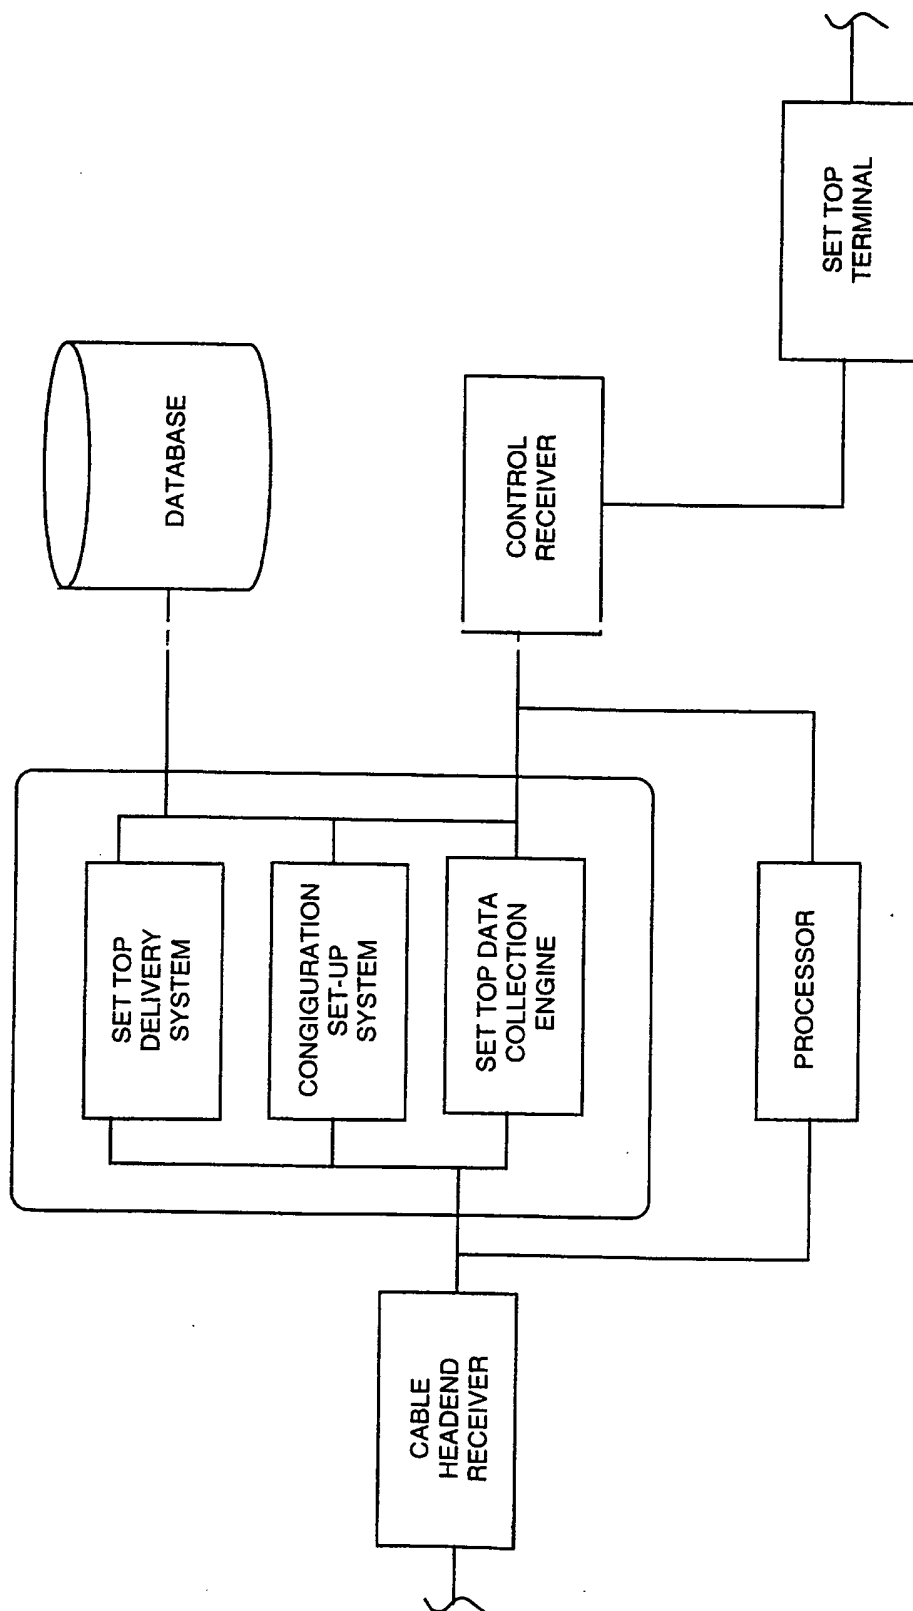 CABLE
HEADEND
RECEIVER
SET TOP
DELIVERY
SYSTEM
CONGIGURATION
SET-UP
SYSTEM
SET TOP DATA
COLLECTION
ENGINE
PROCESSOR
DATABASE
CONTROL
RECEIVER
SET TOP
TERMINAL